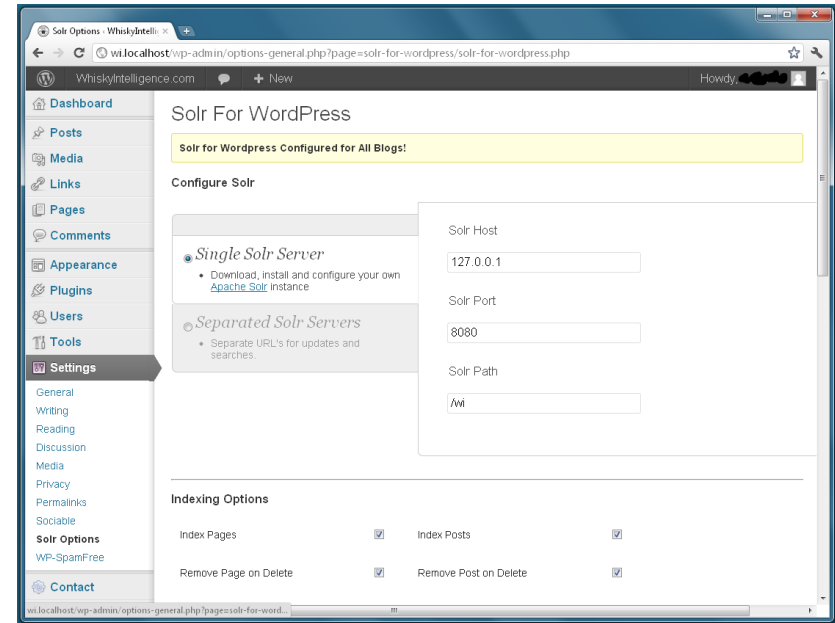 Solr Options ‹ WhiskyIntelli
wi.localhost/wp-admin/options-general.php?page=solr-for-wordpress/solr-for-wordpress.php
WhiskyIntelligence.com
+ New
Howdy,
Dashboard
Posts
Media
Links
Pages
Comments
Appearance
Plugins
Users
Tools
Settings
General
Writing
Reading
Discussion
Media
Privacy
Permalinks
Sociable
Solr Options
WP-SpamFree
Contact
Solr For WordPress
Solr for Wordpress Configured for All Blogs!
Configure Solr
Single Solr Server
• Download, install and configure your own
Apache Solr instance
Separated Solr Servers
• Separate URL's for updates and
searches.
Solr Host
127.0.0.1
Solr Port
8080
Solr Path
/wi
Indexing Options
Index Pages
Index Posts
Remove Page on Delete
Remove Post on Delete
wi.localhost/wp-admin/options-general.php?page=solr-for-word...